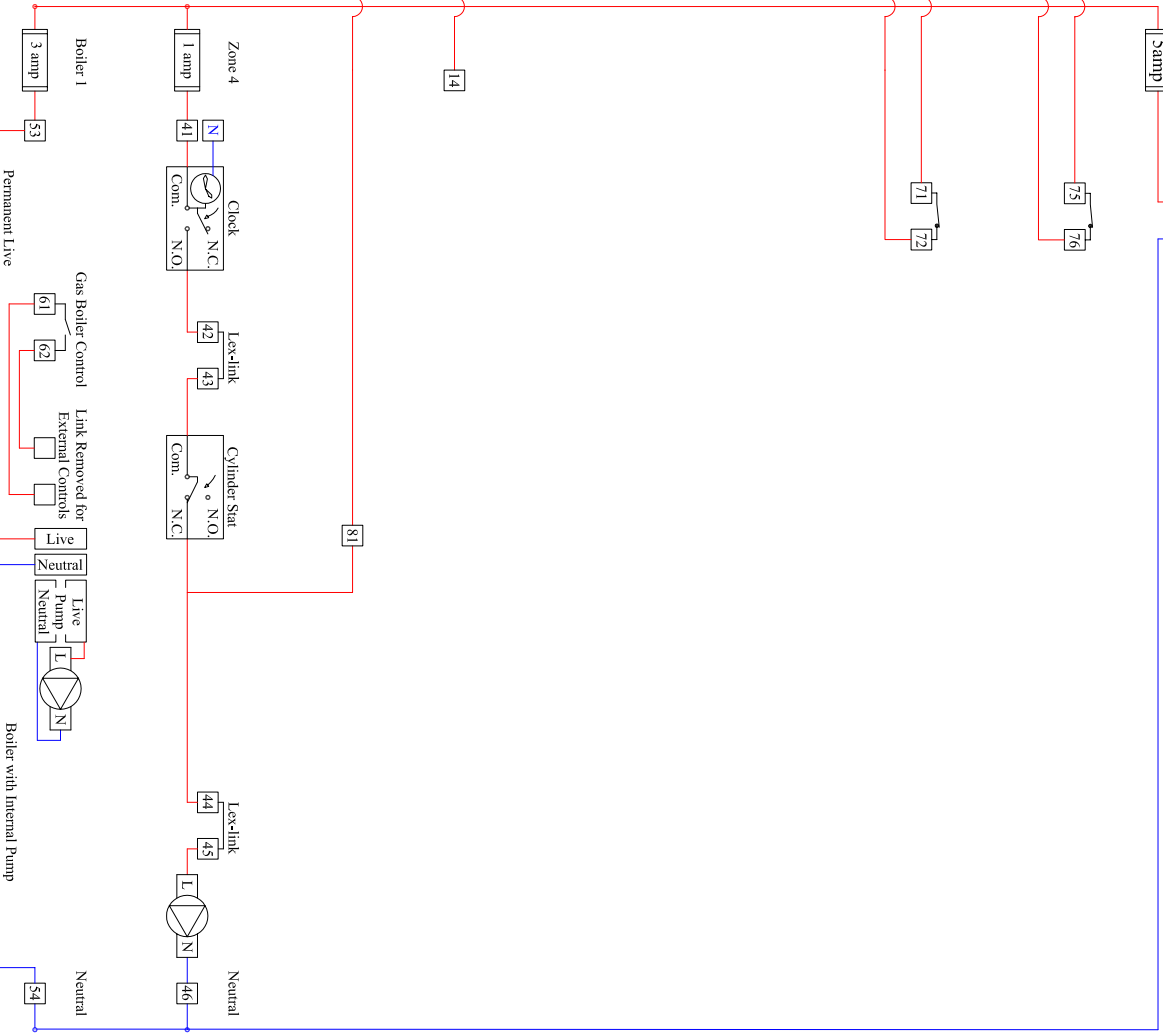 Zone 4
1 amp
41
N
Clock
Com.
N.C.
N.O.
42
Lex-link
43
Cylinder Stat
Com.
N.O.
N.C.
81
44
Lex-link
45
L
N
46
Neutral
Boiler 1
3 amp
53
Permanent Live
Gas Boiler Control
61
62
Link Removed for
External Controls
Live
Neutral
Live
Pump
Neutral
L
N
Boiler with Internal Pump
54
Neutral
14
71
72
75
76
amp